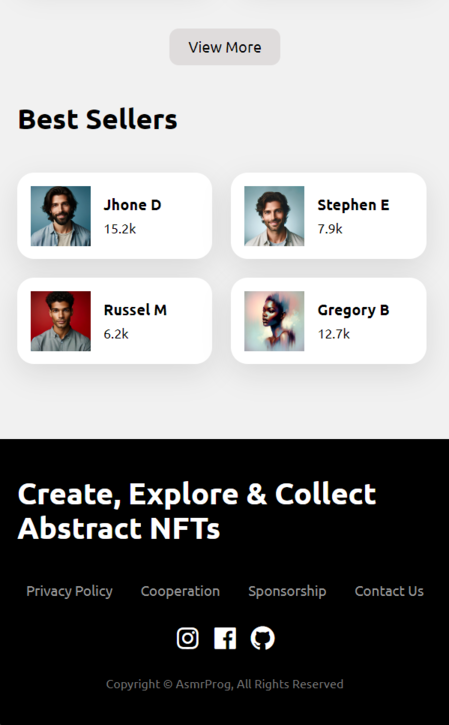 View More
Best Sellers
Jhone D
15.2k
Stephen E
7.9k
Russel M
6.2k
Gregory B
12.7k
Create, Explore & Collect
Abstract NFTs
Privacy Policy Cooperation Sponsorship Contact Us
Copyright © AsmrProg, All Rights Reserved